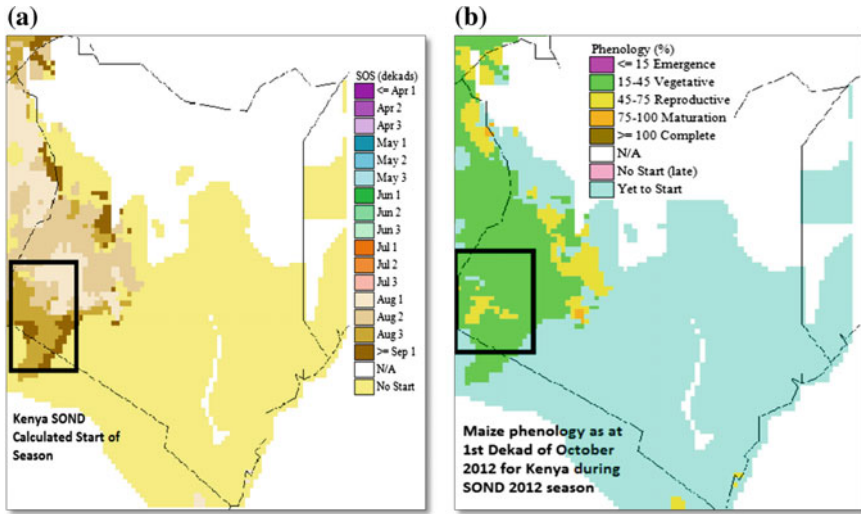 (a)
SOS (dekads)
<= Apr 1
Apr 2
Apr 3
May 1
May 2
May 3
Jun 1
Jun 2
Jun 3
Jul 1
Jul 2
Jul 3
Aug 1
Aug 2
Aug 3
>= Sep 1
N/A
No Start
Kenya SOND
Calculated Start of
Season
(b)
Phenology (%)
<= 15 Emergence
15-45 Vegetative
45-75 Reproductive
75-100 Maturation
>= 100 Complete
N/A
No Start (late)
Yet to Start
Maize phenology as at
1st Dekad of October
2012 for Kenya during
SOND 2012 season